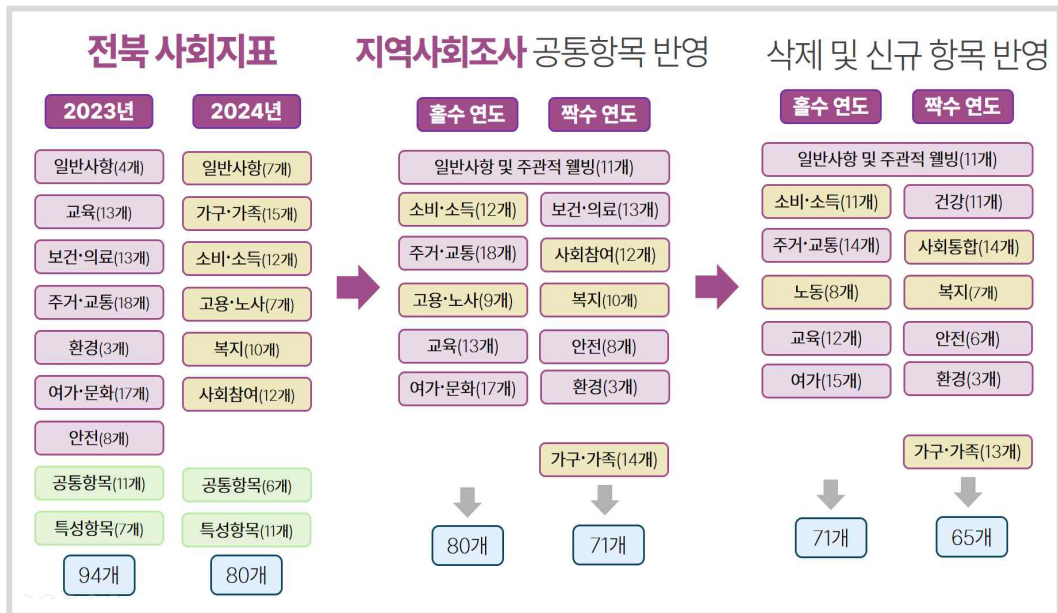 전북 사회지표
2023년
2024년
일반사항(4개)
교육(13개)
보건·의료(13개)
주거·교통(18개)
환경(3개)
여가·문화(17개)
안전(8개)
공통항목(11개)
특성항목(7개)
94개
일반사항(7개)
가구·가족(15개)
소비·소득(12개)
고용·노사(7개)
복지(10개)
사회참여(12개)
공통항목(6개)
특성항목(11개)
80개
지역사회조사 공통항목 반영
홀수 연도
짝수 연도
일반사항 및 주관적 웰빙(11개)
소비·소득(12개)
주거·교통(18개)
고용·노사(9개)
교육(13개)
여가·문화(17개)
80개
보건·의료(13개)
사회참여(12개)
복지(10개)
안전(8개)
환경(3개)
가구·가족(14개)
71개
삭제 및 신규 항목 반영
홀수 연도
짝수 연도
일반사항 및 주관적 웰빙(11개)
소비·소득(11개)
주거·교통(14개)
노동(8개)
교육(12개)
여가(15개)
71개
건강(11개)
사회통합(14개)
복지(7개)
안전(6개)
환경(3개)
가구·가족(13개)
65개